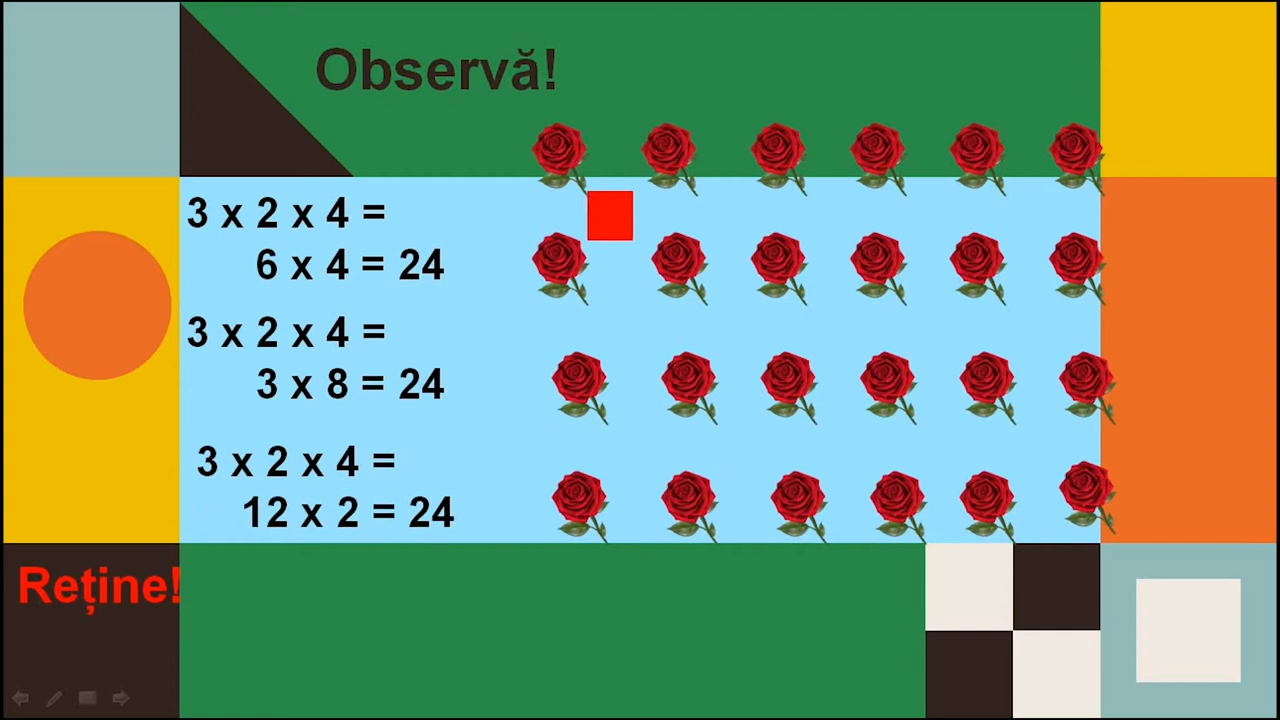 Observă!
3 x 2 x 4 =
6 x 4 = 24
3 x 2 x 4 =
3 x 8 = 24
3 x 2 x 4 =
12 x 2 = 24
Reține!